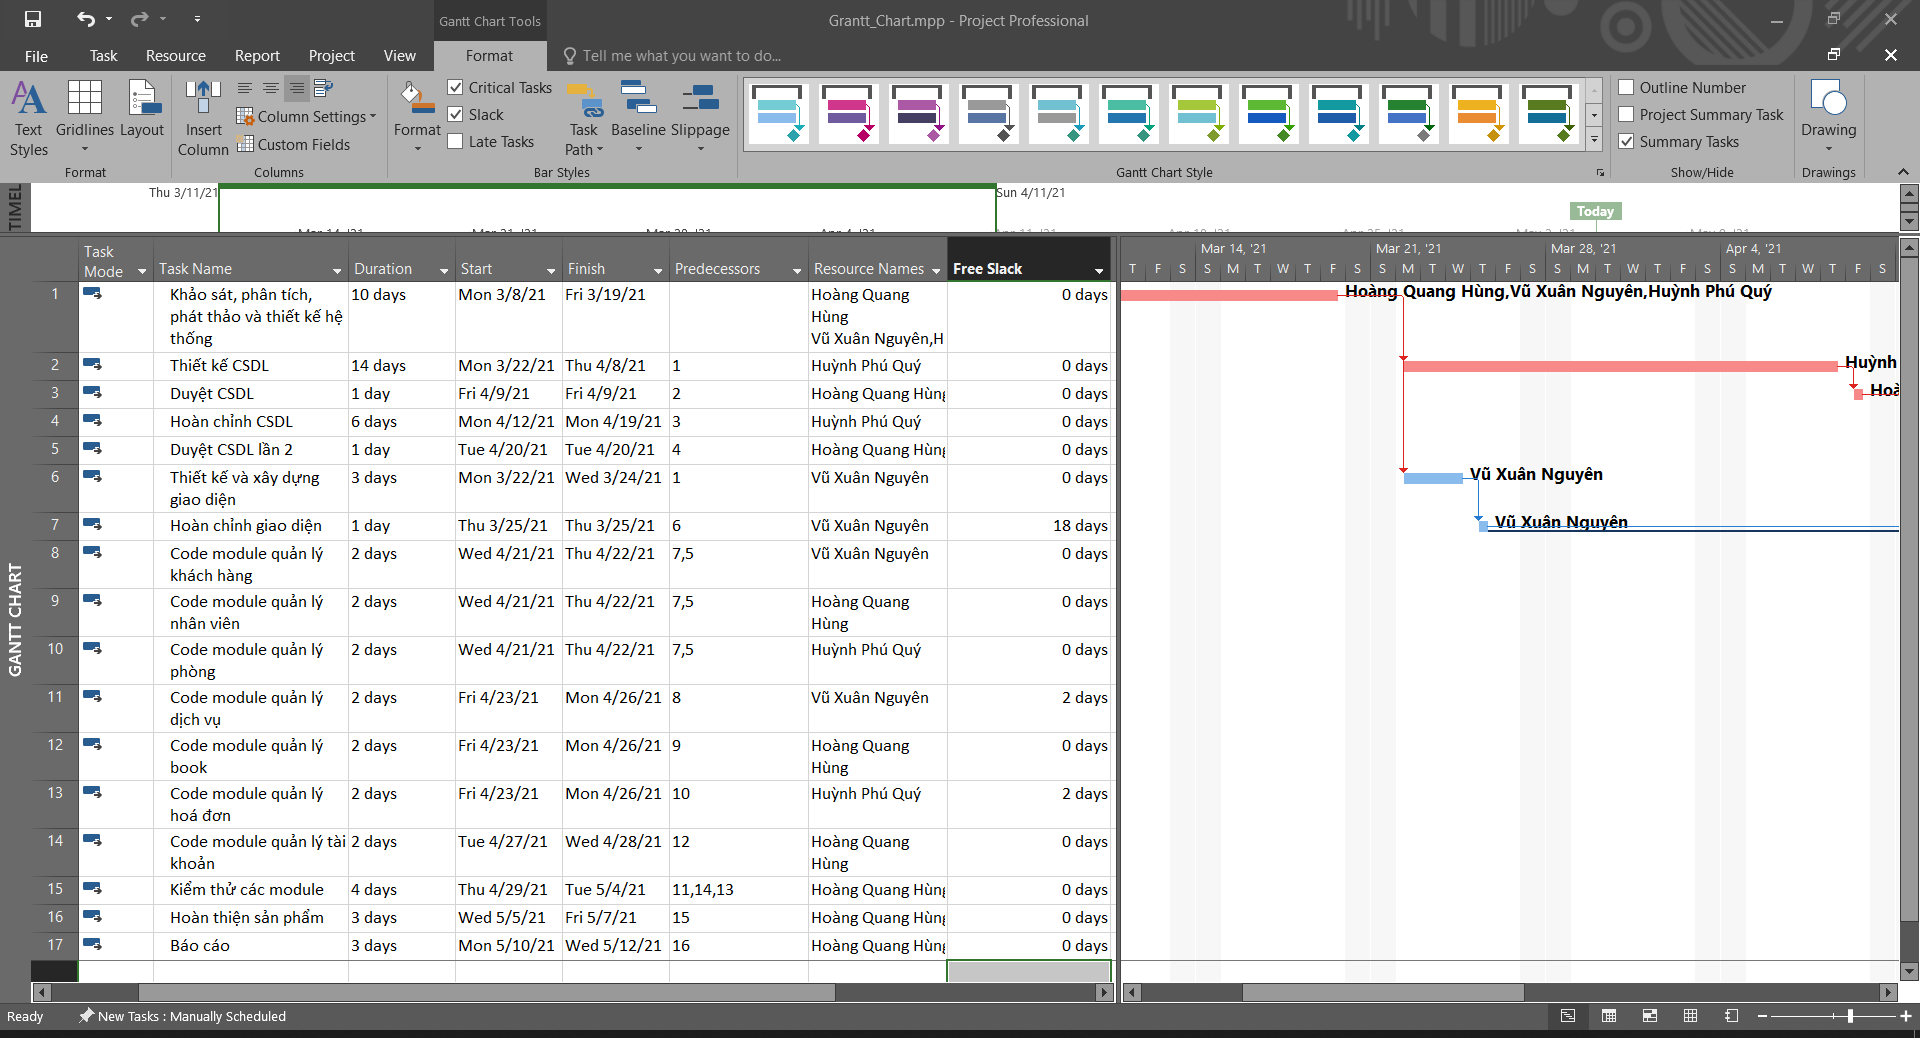 Gantt Chart Tools
Grantt_Chart.mpp - Project Professional
File Task Resource Report Project View Format Tell me what you want to do...
Text Styles
Gridlines
Layout
Format
Insert Column
Column Settings
Custom Fields
Columns
Format
Critical Tasks
Slack
Late Tasks
Task Path
Baseline
Slippage
Bar Styles
Gantt Chart Style
Outline Number
Project Summary Task
Summary Tasks
Show/Hide
Drawing
Drawings
TIMEL
Thu 3/11/21
Sun 4/11/21
Today
GANTT CHART
Task Mode Task Name Duration Start Finish Predecessors Resource Names Free Slack
Mar 14, '21 Mar 21, '21 Mar 28, '21 Apr 4, '21
T F S S M T W T F S S M T W T F S S M T W T F S S M T W T F S
1 Khảo sát, phân tích, phát thảo và thiết kế hệ thống 10 days Mon 3/8/21 Fri 3/19/21 Hoàng Quang Hùng Vũ Xuân Nguyên,H 0 days
2 Thiết kế CSDL 14 days Mon 3/22/21 Thu 4/8/21 1 Huỳnh Phú Quý 0 days
3 Duyệt CSDL 1 day Fri 4/9/21 Fri 4/9/21 2 Hoàng Quang Hùng 0 days
4 Hoàn chỉnh CSDL 6 days Mon 4/12/21 Mon 4/19/21 3 Huỳnh Phú Quý 0 days
5 Duyệt CSDL lần 2 1 day Tue 4/20/21 Tue 4/20/21 4 Hoàng Quang Hùng 0 days
6 Thiết kế và xây dựng giao diện 3 days Mon 3/22/21 Wed 3/24/21 1 Vũ Xuân Nguyên 0 days
7 Hoàn chỉnh giao diện 1 day Thu 3/25/21 Thu 3/25/21 6 Vũ Xuân Nguyên 18 days
8 Code module quản lý khách hàng 2 days Wed 4/21/21 Thu 4/22/21 7,5 Vũ Xuân Nguyên 0 days
9 Code module quản lý nhân viên 2 days Wed 4/21/21 Thu 4/22/21 7,5 Hoàng Quang Hùng 0 days
10 Code module quản lý phòng 2 days Wed 4/21/21 Thu 4/22/21 7,5 Huỳnh Phú Quý 0 days
11 Code module quản lý dịch vụ 2 days Fri 4/23/21 Mon 4/26/21 8 Vũ Xuân Nguyên 2 days
12 Code module quản lý book 2 days Fri 4/23/21 Mon 4/26/21 9 Hoàng Quang Hùng 0 days
13 Code module quản lý hoá đơn 2 days Fri 4/23/21 Mon 4/26/21 10 Huỳnh Phú Quý 2 days
14 Code module quản lý tài khoản 2 days Tue 4/27/21 Wed 4/28/21 12 Hoàng Quang Hùng 0 days
15 Kiểm thử các module 4 days Thu 4/29/21 Tue 5/4/21 11,14,13 Hoàng Quang Hùng 0 days
16 Hoàn thiện sản phẩm 3 days Wed 5/5/21 Fri 5/7/21 15 Hoàng Quang Hùng 0 days
17 Báo cáo 3 days Mon 5/10/21 Wed 5/12/21 16 Hoàng Quang Hùng 0 days
Hoàng Quang Hùng,Vũ Xuân Nguyên,Huỳnh Phú Quý
Huỳnh
Hoà
Vũ Xuân Nguyên
Vũ Xuân Nguyên
Ready New Tasks : Manually Scheduled